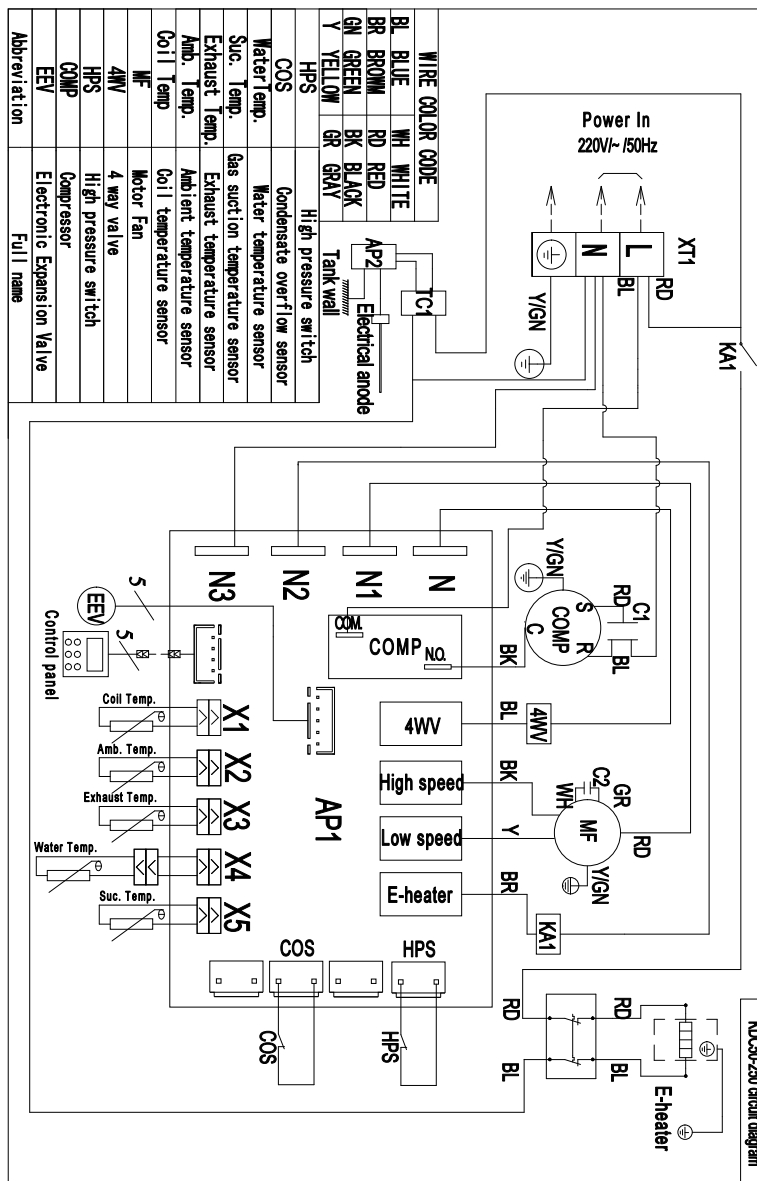 KDC50-250 circuit diagram
Power In
220V/~ /50Hz
XT1
L
N
RD
BL
Y/GN
KA1
WIRE COLOR CODE
BL BLUE WH WHITE
BR BROWN RD RED
GN GREEN BK BLACK
Y YELLOW GR GRAY
HPS High pressure switch
COS Condensate overflow sensor
WaterTemp. Water temperature sensor
Suc. Temp. Gas suction temperature sensor
Exhaust Temp. Exhaust temperature sensor
Amb. Temp. Ambient temperature sensor
Coil Temp Coil temperature sensor
MF Motor Fan
4WV 4 way valve
HPS High pressure switch
COMP Compressor
EEV Electronic Expansion Valve
Abbreviation Full name
AP2
TC1
Tank wall
Electrical anode
N3
N2
N1
N
Y/GN
S
RD
C1
COMP
C
R
BL
COM.
COMP
N.O.
BK
4WV
BL
4WV
High speed
BK
C2
GR
WH
MF
RD
Low speed
Y
Y/GN
E-heater
BR
KA1
AP1
EEV
5
5
Control panel
Coil Temp.
X1
Amb. Temp.
X2
Exhaust Temp.
X3
Water Temp.
X4
Suc. Temp.
X5
COS
HPS
COS
HPS
RD
RD
BL
BL
E-heater